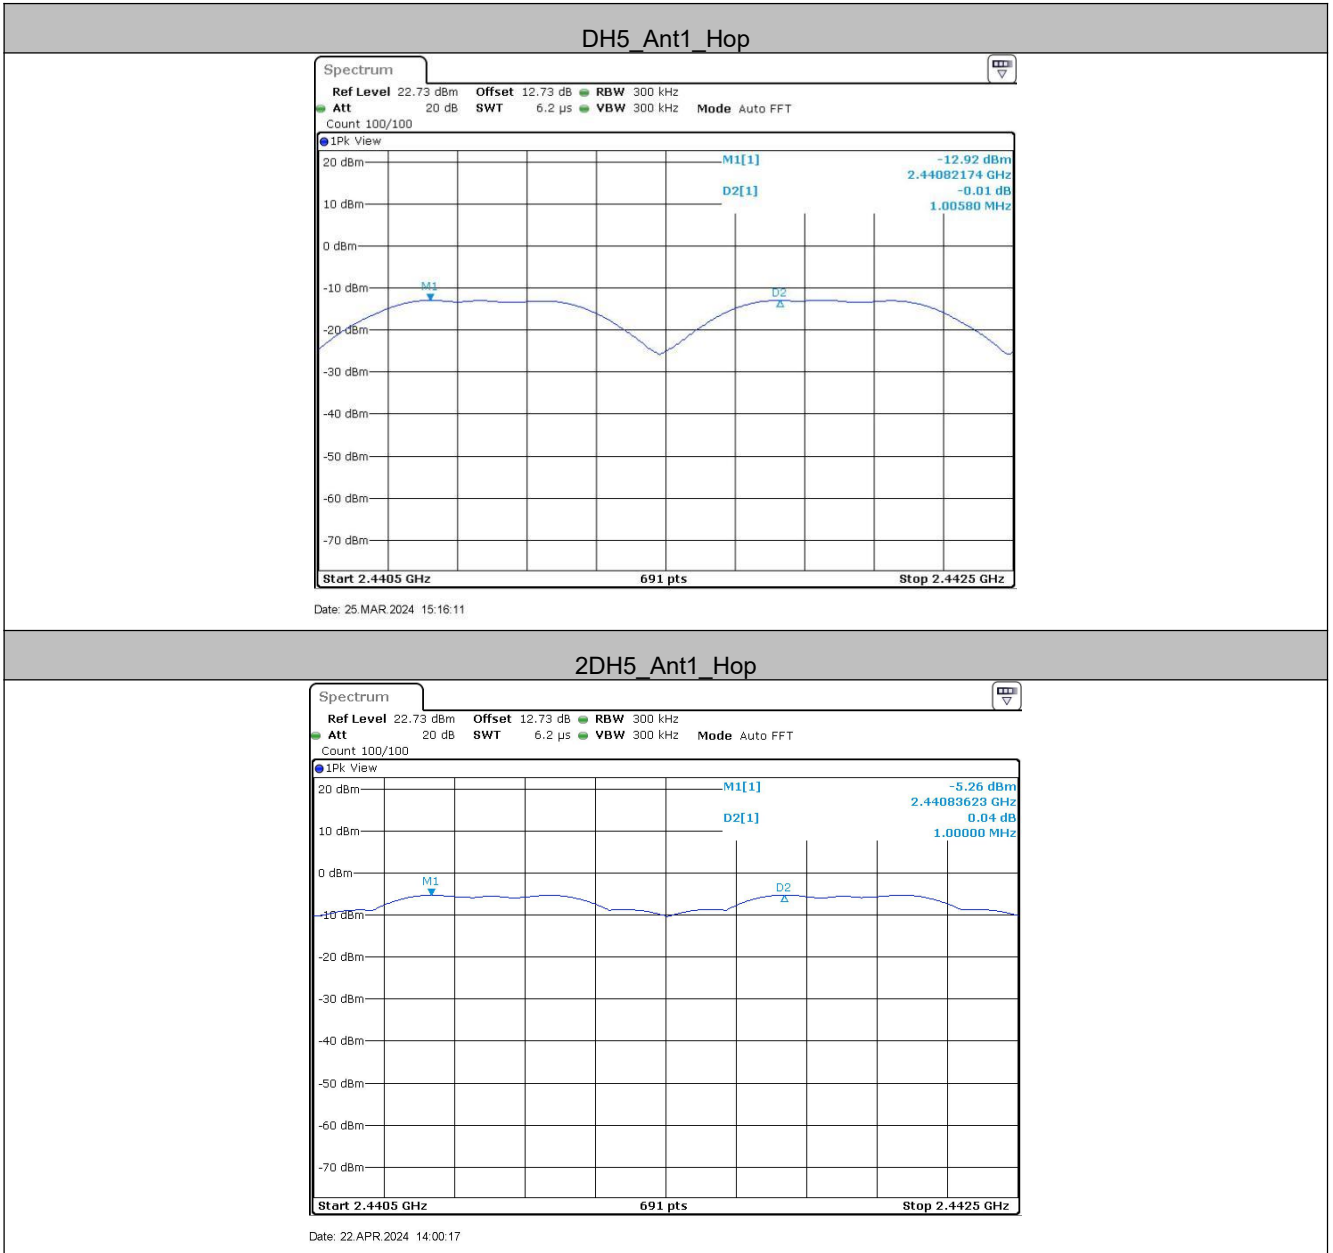 DH5_Ant1_Hop
Spectrum
Ref Level 22.73 dBm Offset 12.73 dB RBW 300 kHz
Att 20 dB SWT 6.2 µs VBW 300 kHz Mode Auto FFT
Count 100/100
1Pk View
20 dBm
M1[1] -12.92 dBm
2.44082174 GHz
D2[1] -0.01 dB
10 dBm
1.00580 MHz
0 dBm
-10 dBm
M1
D2
-20 dBm
-30 dBm
-40 dBm
-50 dBm
-60 dBm
-70 dBm
Start 2.4405 GHz 691 pts Stop 2.4425 GHz
Date: 25.MAR.2024 15:16:11
2DH5_Ant1_Hop
Spectrum
Ref Level 22.73 dBm Offset 12.73 dB RBW 300 kHz
Att 20 dB SWT 6.2 µs VBW 300 kHz Mode Auto FFT
Count 100/100
1Pk View
20 dBm
M1[1] -5.26 dBm
2.44083623 GHz
D2[1] 0.04 dB
10 dBm
1.00000 MHz
0 dBm
M1
D2
-10 dBm
-20 dBm
-30 dBm
-40 dBm
-50 dBm
-60 dBm
-70 dBm
Start 2.4405 GHz 691 pts Stop 2.4425 GHz
Date: 22.APR.2024 14:00:17